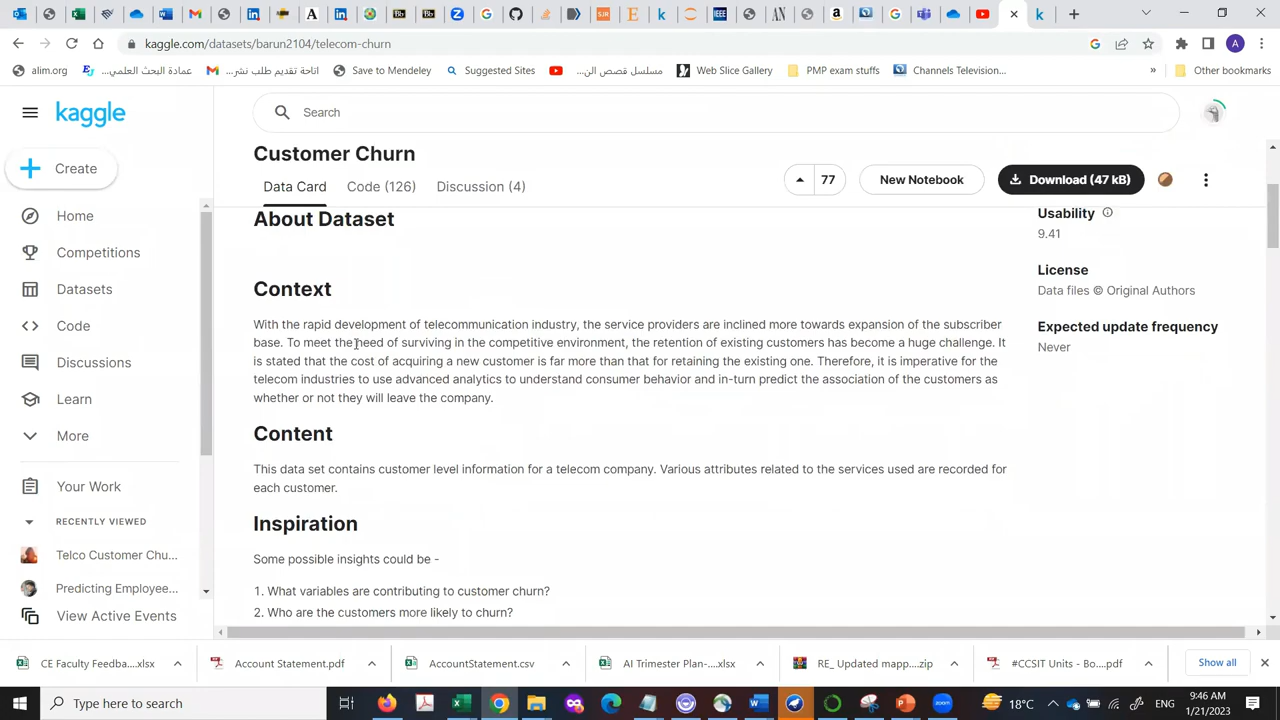 kaggle.com/datasets/barun2104/telecom-churn
alim.org
عمادة البحث العلمي...
اتاحة تقديم طلب نشر...
Save to Mendeley
Suggested Sites
مسلسل قصص الن...
Web Slice Gallery
PMP exam stuffs
Channels Television...
»
Other bookmarks
A
kaggle
Search
Create
Customer Churn
Data Card
Code (126)
Discussion (4)
77
New Notebook
Download (47 kB)
Home
Competitions
Datasets
Code
Discussions
Learn
More
Your Work
RECENTLY VIEWED
Telco Customer Chu...
Predicting Employee...
View Active Events
About Dataset
Context
With the rapid development of telecommunication industry, the service providers are inclined more towards expansion of the subscriber
base. To meet the need of surviving in the competitive environment, the retention of existing customers has become a huge challenge. It
is stated that the cost of acquiring a new customer is far more than that for retaining the existing one. Therefore, it is imperative for the
telecom industries to use advanced analytics to understand consumer behavior and in-turn predict the association of the customers as
whether or not they will leave the company.
Content
This data set contains customer level information for a telecom company. Various attributes related to the services used are recorded for
each customer.
Inspiration
Some possible insights could be -
1. What variables are contributing to customer churn?
2. Who are the customers more likely to churn?
Usability
9.41
License
Data files © Original Authors
Expected update frequency
Never
CE Faculty Feedba....xlsx
Account Statement.pdf
AccountStatement.csv
AI Trimester Plan-....xlsx
RE_ Updated mapp....zip
#CCSIT Units - Bo....pdf
Show all
Type here to search
18°C
9:46 AM
1/21/2023